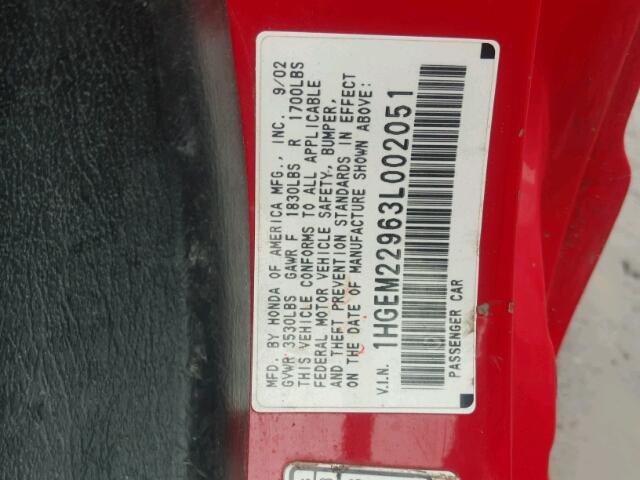 MFD. BY HONDA OF AMERICA MFG., INC. 9/02
GVWR 3530LBS GAWR F 1830LBS R 1700LBS
THIS VEHICLE CONFORMS TO ALL APPLICABLE
FEDERAL MOTOR VEHICLE SAFETY, BUMPER,
AND THEFT PREVENTION STANDARDS IN EFFECT
ON THE DATE OF MANUFACTURE SHOWN ABOVE:
V.I.N. 1HGEM22963L002051
PASSENGER CAR